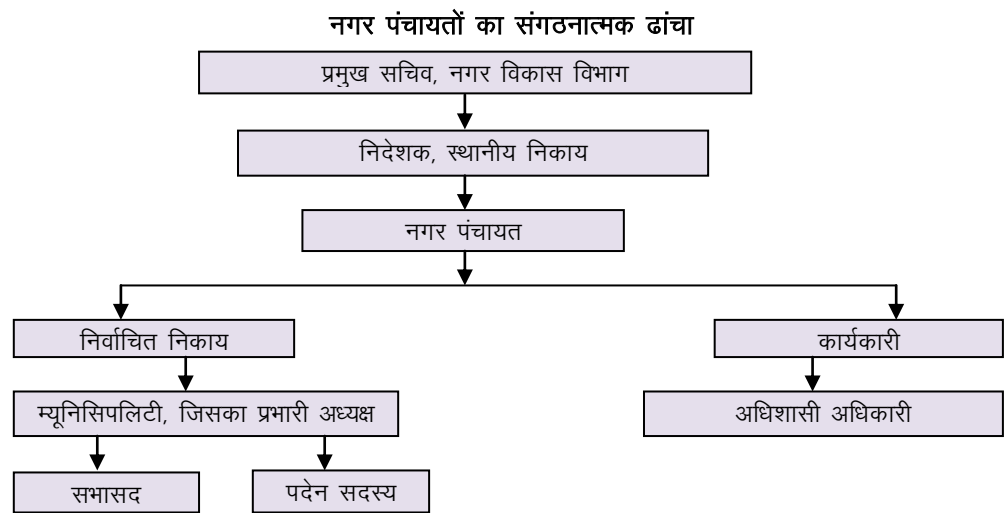 नगर पंचायतों का संगठनात्मक ढांचा
प्रमुख सचिव, नगर विकास विभाग
निदेशक, स्थानीय निकाय
नगर पंचायत
निर्वाचित निकाय
कार्यकारी
म्यूनिसिपलिटी, जिसका प्रभारी अध्यक्ष
अधिशासी अधिकारी
सभासद
पदेन सदस्य